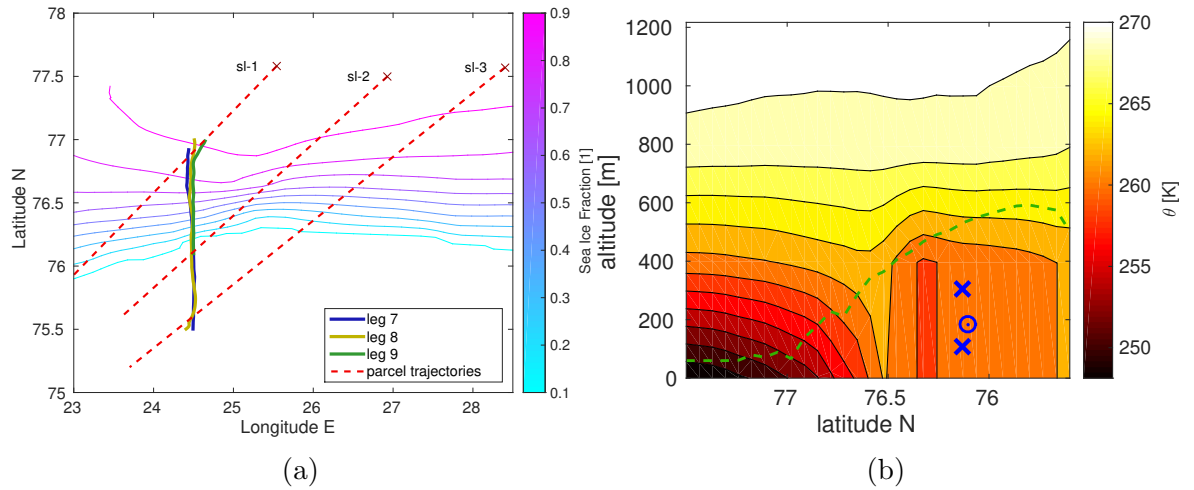 78
77.5
77
76.5
76
75.5
75
23
24
25
26
27
28
Latitude N
Longitude E
sl-1
sl-2
sl-3
leg 7
leg 8
leg 9
parcel trajectories
0.9
0.8
0.7
0.6
0.5
0.4
0.3
0.2
0.1
Sea Ice Fraction [1]
(a)
1200
1000
800
600
400
200
0
altitude [m]
77
76.5
76
latitude N
270
265
260
255
250
θ [K]
(b)